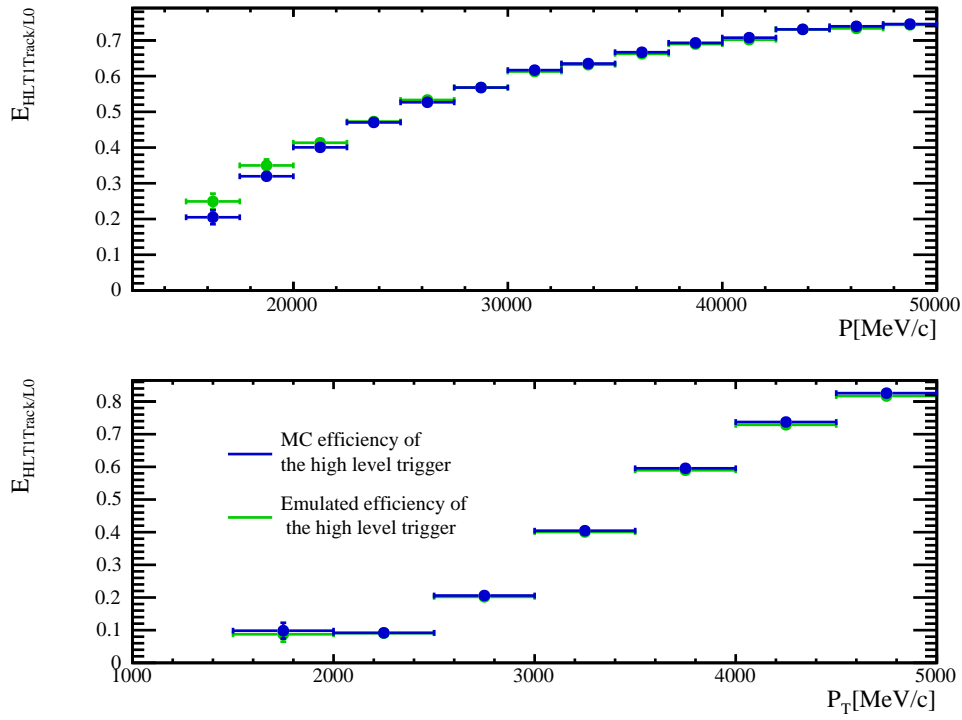 E_HLT1Track/L0
0.7
0.6
0.5
0.4
0.3
0.2
0.1
0
20000 30000 40000 50000
P[MeV/c]
E_HLT1Track/L0
0.8
0.7
0.6
0.5
0.4
0.3
0.2
0.1
0
MC efficiency of
the high level trigger
Emulated efficiency of
the high level trigger
1000 2000 3000 4000 5000
P_T[MeV/c]